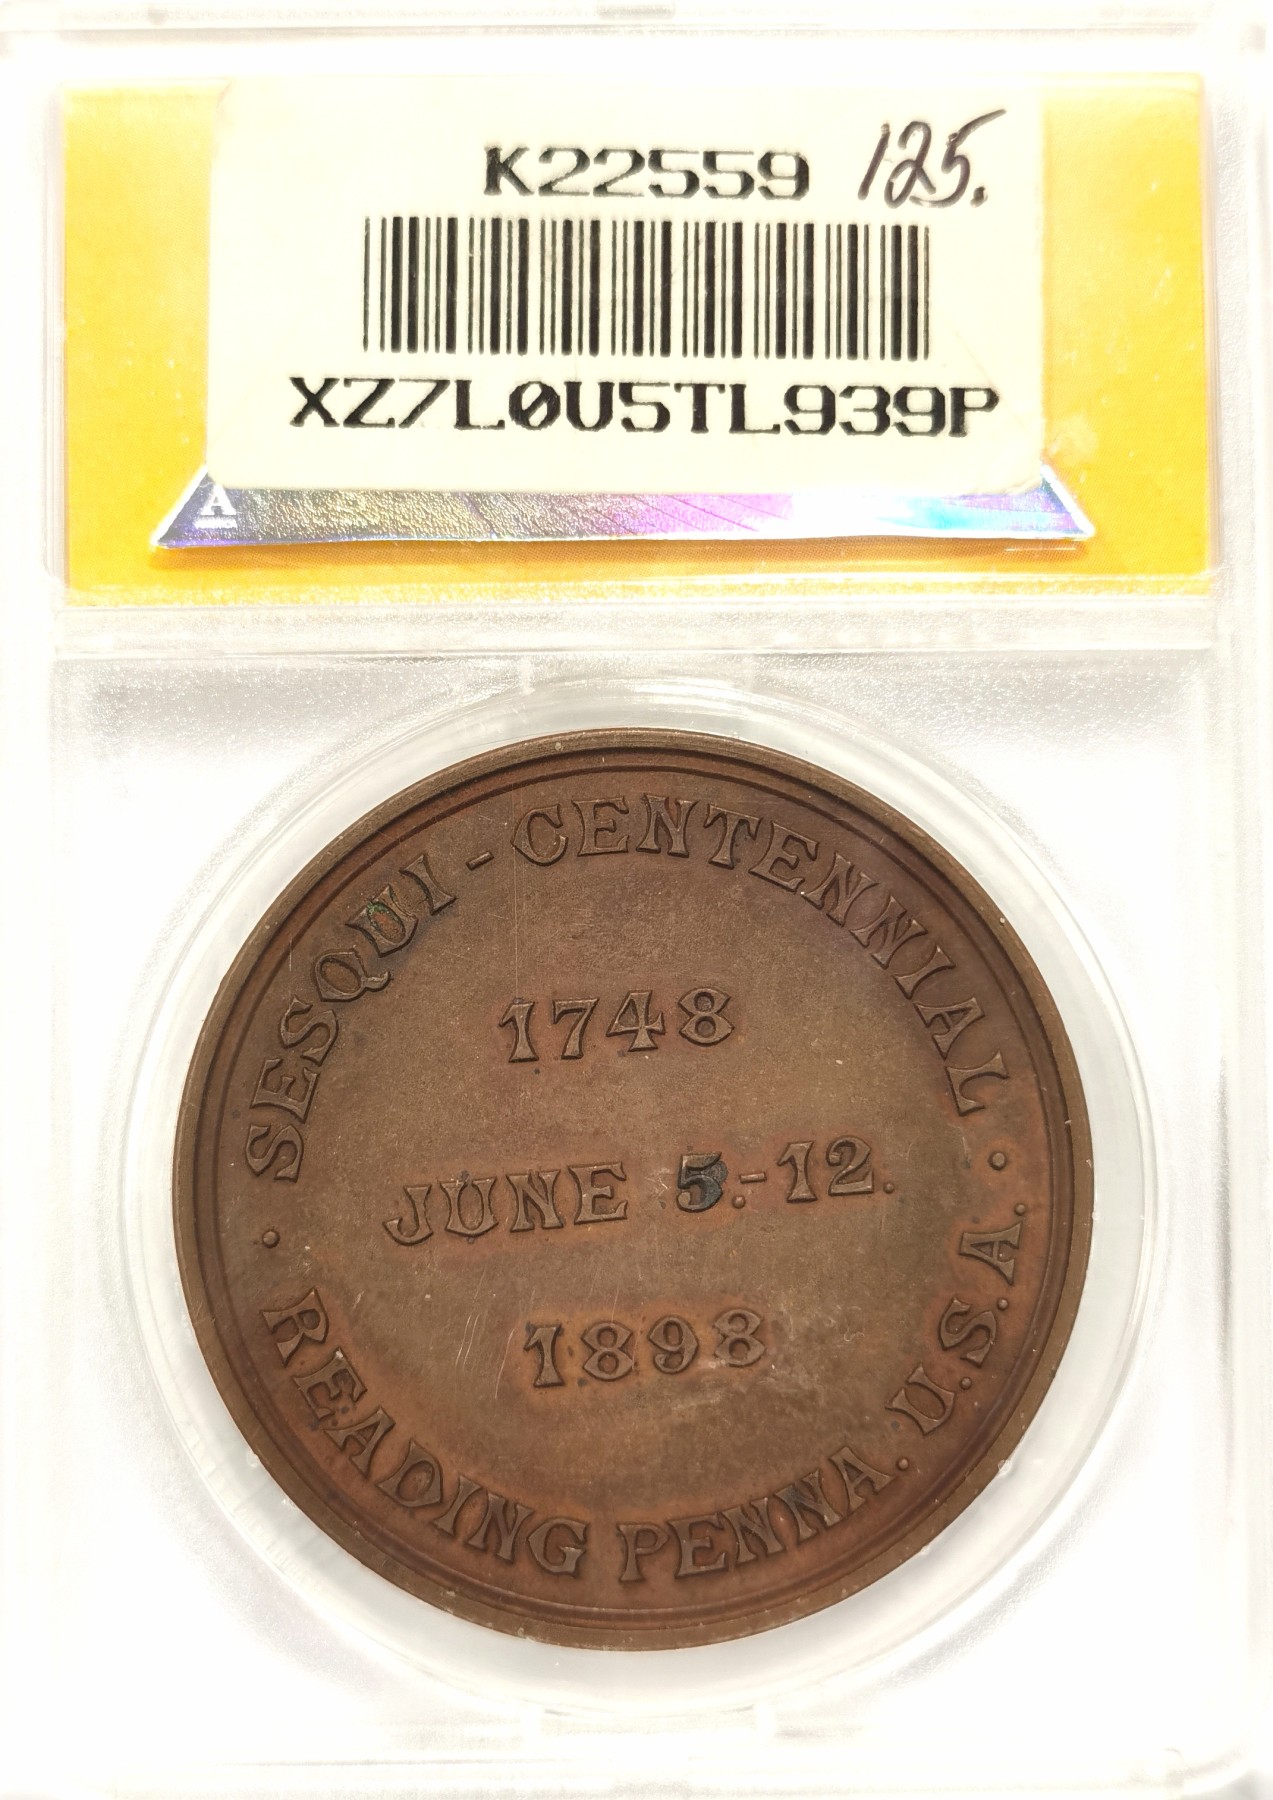 K22559 125.
XZ7L0U5TL939P
A
SESQUI-CENTENNIAL
1748
JUNE 5.-12.
1898
READING PENNA. U.S.A.